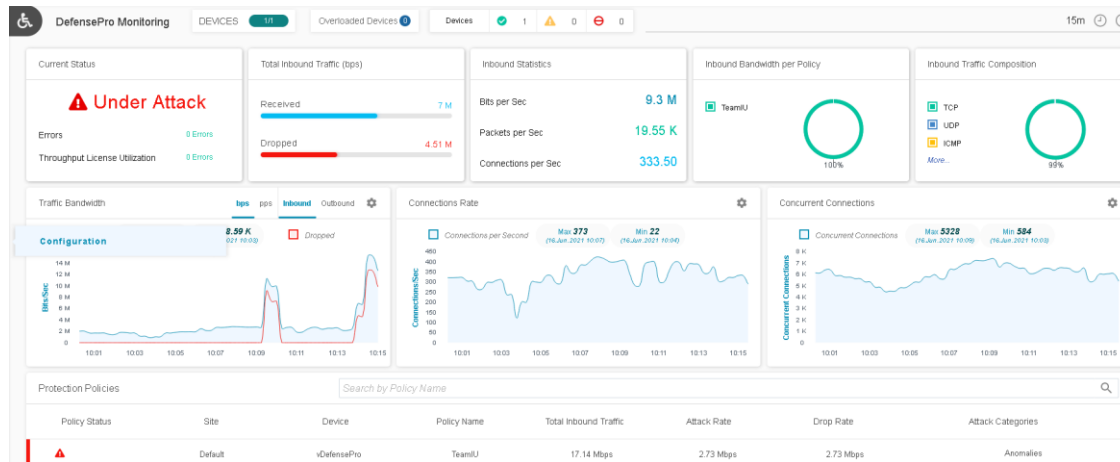 DefensePro Monitoring DEVICES 1/1 Overloaded Devices 0 Devices 1 0 0 15m
Current Status
Under Attack
Errors 0 Errors
Throughput License Utilization 0 Errors
Total Inbound Traffic (bps)
Received 7 M
Dropped 4.51 M
Inbound Statistics
Bits per Sec 9.3 M
Packets per Sec 19.55 K
Connections per Sec 333.50
Inbound Bandwidth per Policy
TeamIU
100%
Inbound Traffic Composition
TCP
UDP
ICMP
More...
99%
Traffic Bandwidth bps pps Inbound Outbound
Configuration
8.59 K
2021 10:03)
Dropped
Bits/Sec
14 M
12 M
10 M
8 M
6 M
4 M
2 M
0
10:01 10:03 10:05 10:07 10:09 10:11 10:13 10:15
Connections Rate
Connections per Second Max 373 Min 22
(16.Jun.2021 10:07) (16.Jun.2021 10:04)
Connections/Sec
450
400
350
300
250
200
150
100
50
0
10:01 10:03 10:05 10:07 10:09 10:11 10:13 10:15
Concurrent Connections
Concurrent Connections Max 5328 Min 584
(16.Jun.2021 10:09) (16.Jun.2021 10:03)
Concurrent Connections
8 K
7 K
6 K
5 K
4 K
3 K
2 K
1 K
0
10:01 10:03 10:05 10:07 10:09 10:11 10:13 10:15
Protection Policies Search by Policy Name
Policy Status Site Device Policy Name Total Inbound Traffic Attack Rate Drop Rate Attack Categories
Default vDefensePro TeamIU 17.14 Mbps 2.73 Mbps 2.73 Mbps Anomalies